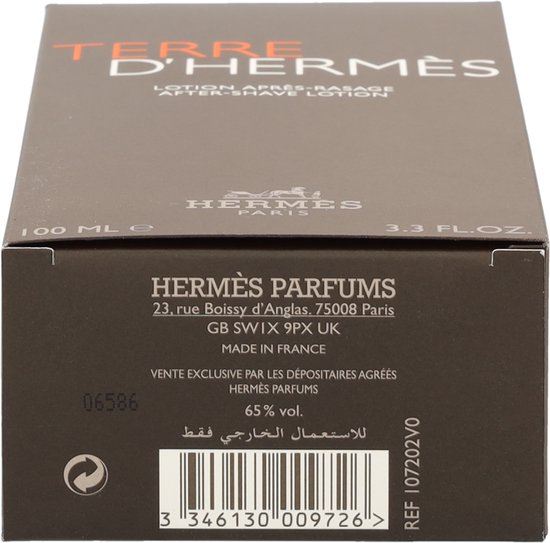 TERRE
D'HERMÈS
LOTION APRÈS-RASAGE
AFTER-SHAVE LOTION
HERMÈS
PARIS
100 ML ℮
3.3 FL.OZ.
HERMÈS PARFUMS
23, rue Boissy d'Anglas. 75008 Paris
GB SW1X 9PX UK
MADE IN FRANCE
VENTE EXCLUSIVE PAR LES DÉPOSITAIRES AGRÉÉS
HERMÈS PARFUMS
06586
65% vol.
للاستعمال الخارجي فقط
3 346130 009726 >
REF 107202V0